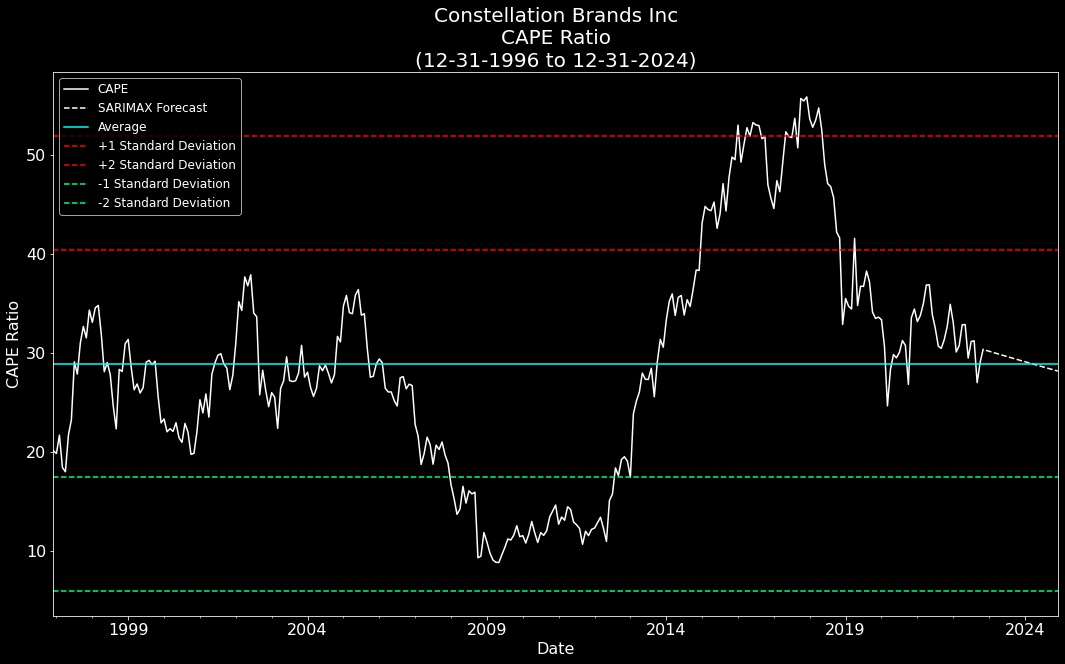 Constellation Brands Inc
CAPE Ratio
(12-31-1996 to 12-31-2024)
CAPE
SARIMAX Forecast
Average
+1 Standard Deviation
+2 Standard Deviation
-1 Standard Deviation
-2 Standard Deviation
CAPE Ratio
50
40
30
20
10
1999 2004 2009 2014 2019 2024
Date